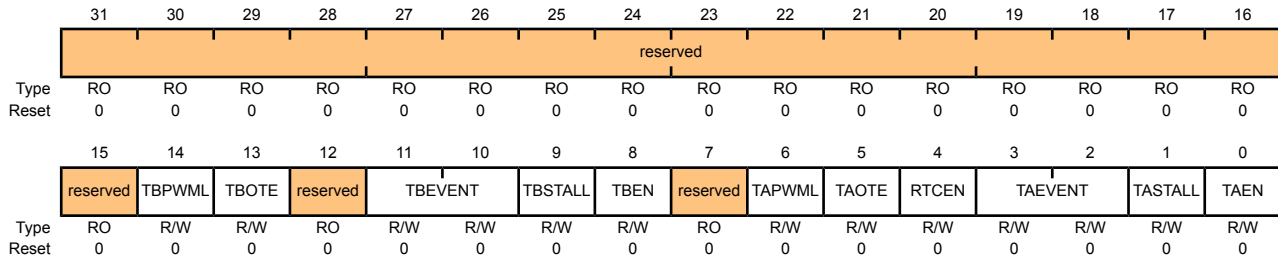 31 30 29 28 27 26 25 24 23 22 21 20 19 18 17 16
reserved
Type RO RO RO RO RO RO RO RO RO RO RO RO RO RO RO RO
Reset 0 0 0 0 0 0 0 0 0 0 0 0 0 0 0 0
15 14 13 12 11 10 9 8 7 6 5 4 3 2 1 0
reserved TBPWML TBOTE reserved TBEVENT TBSTALL TBEN reserved TAPWML TAOTE RTCEN TAEVENT TASTALL TAEN
Type RO R/W R/W RO R/W R/W R/W R/W RO R/W R/W R/W R/W R/W R/W R/W
Reset 0 0 0 0 0 0 0 0 0 0 0 0 0 0 0 0